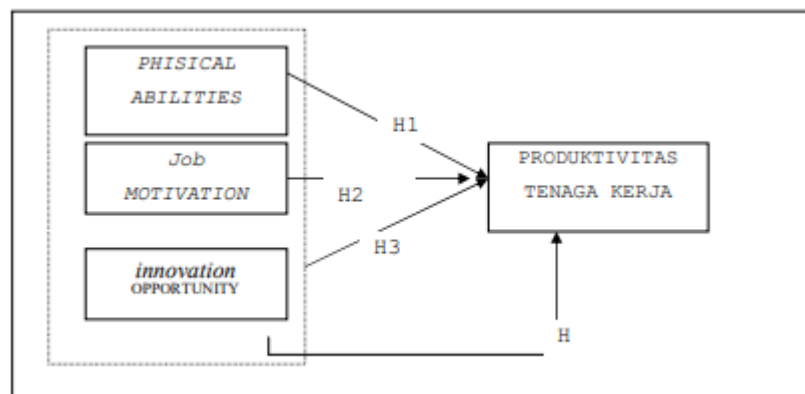 PHISICAL
ABILITIES
H1
Job
MOTIVATION
H2
PRODUKTIVITAS
TENAGA KERJA
innovation
OPPORTUNITY
H3
H